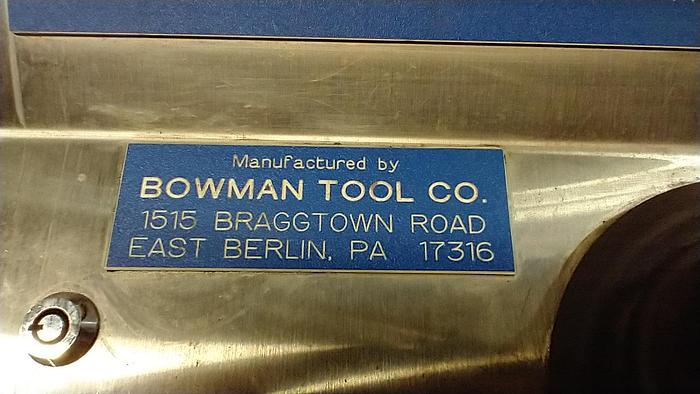 Manufactured by
BOWMAN TOOL CO.
1515 BRAGGTOWN ROAD
EAST BERLIN, PA 17316